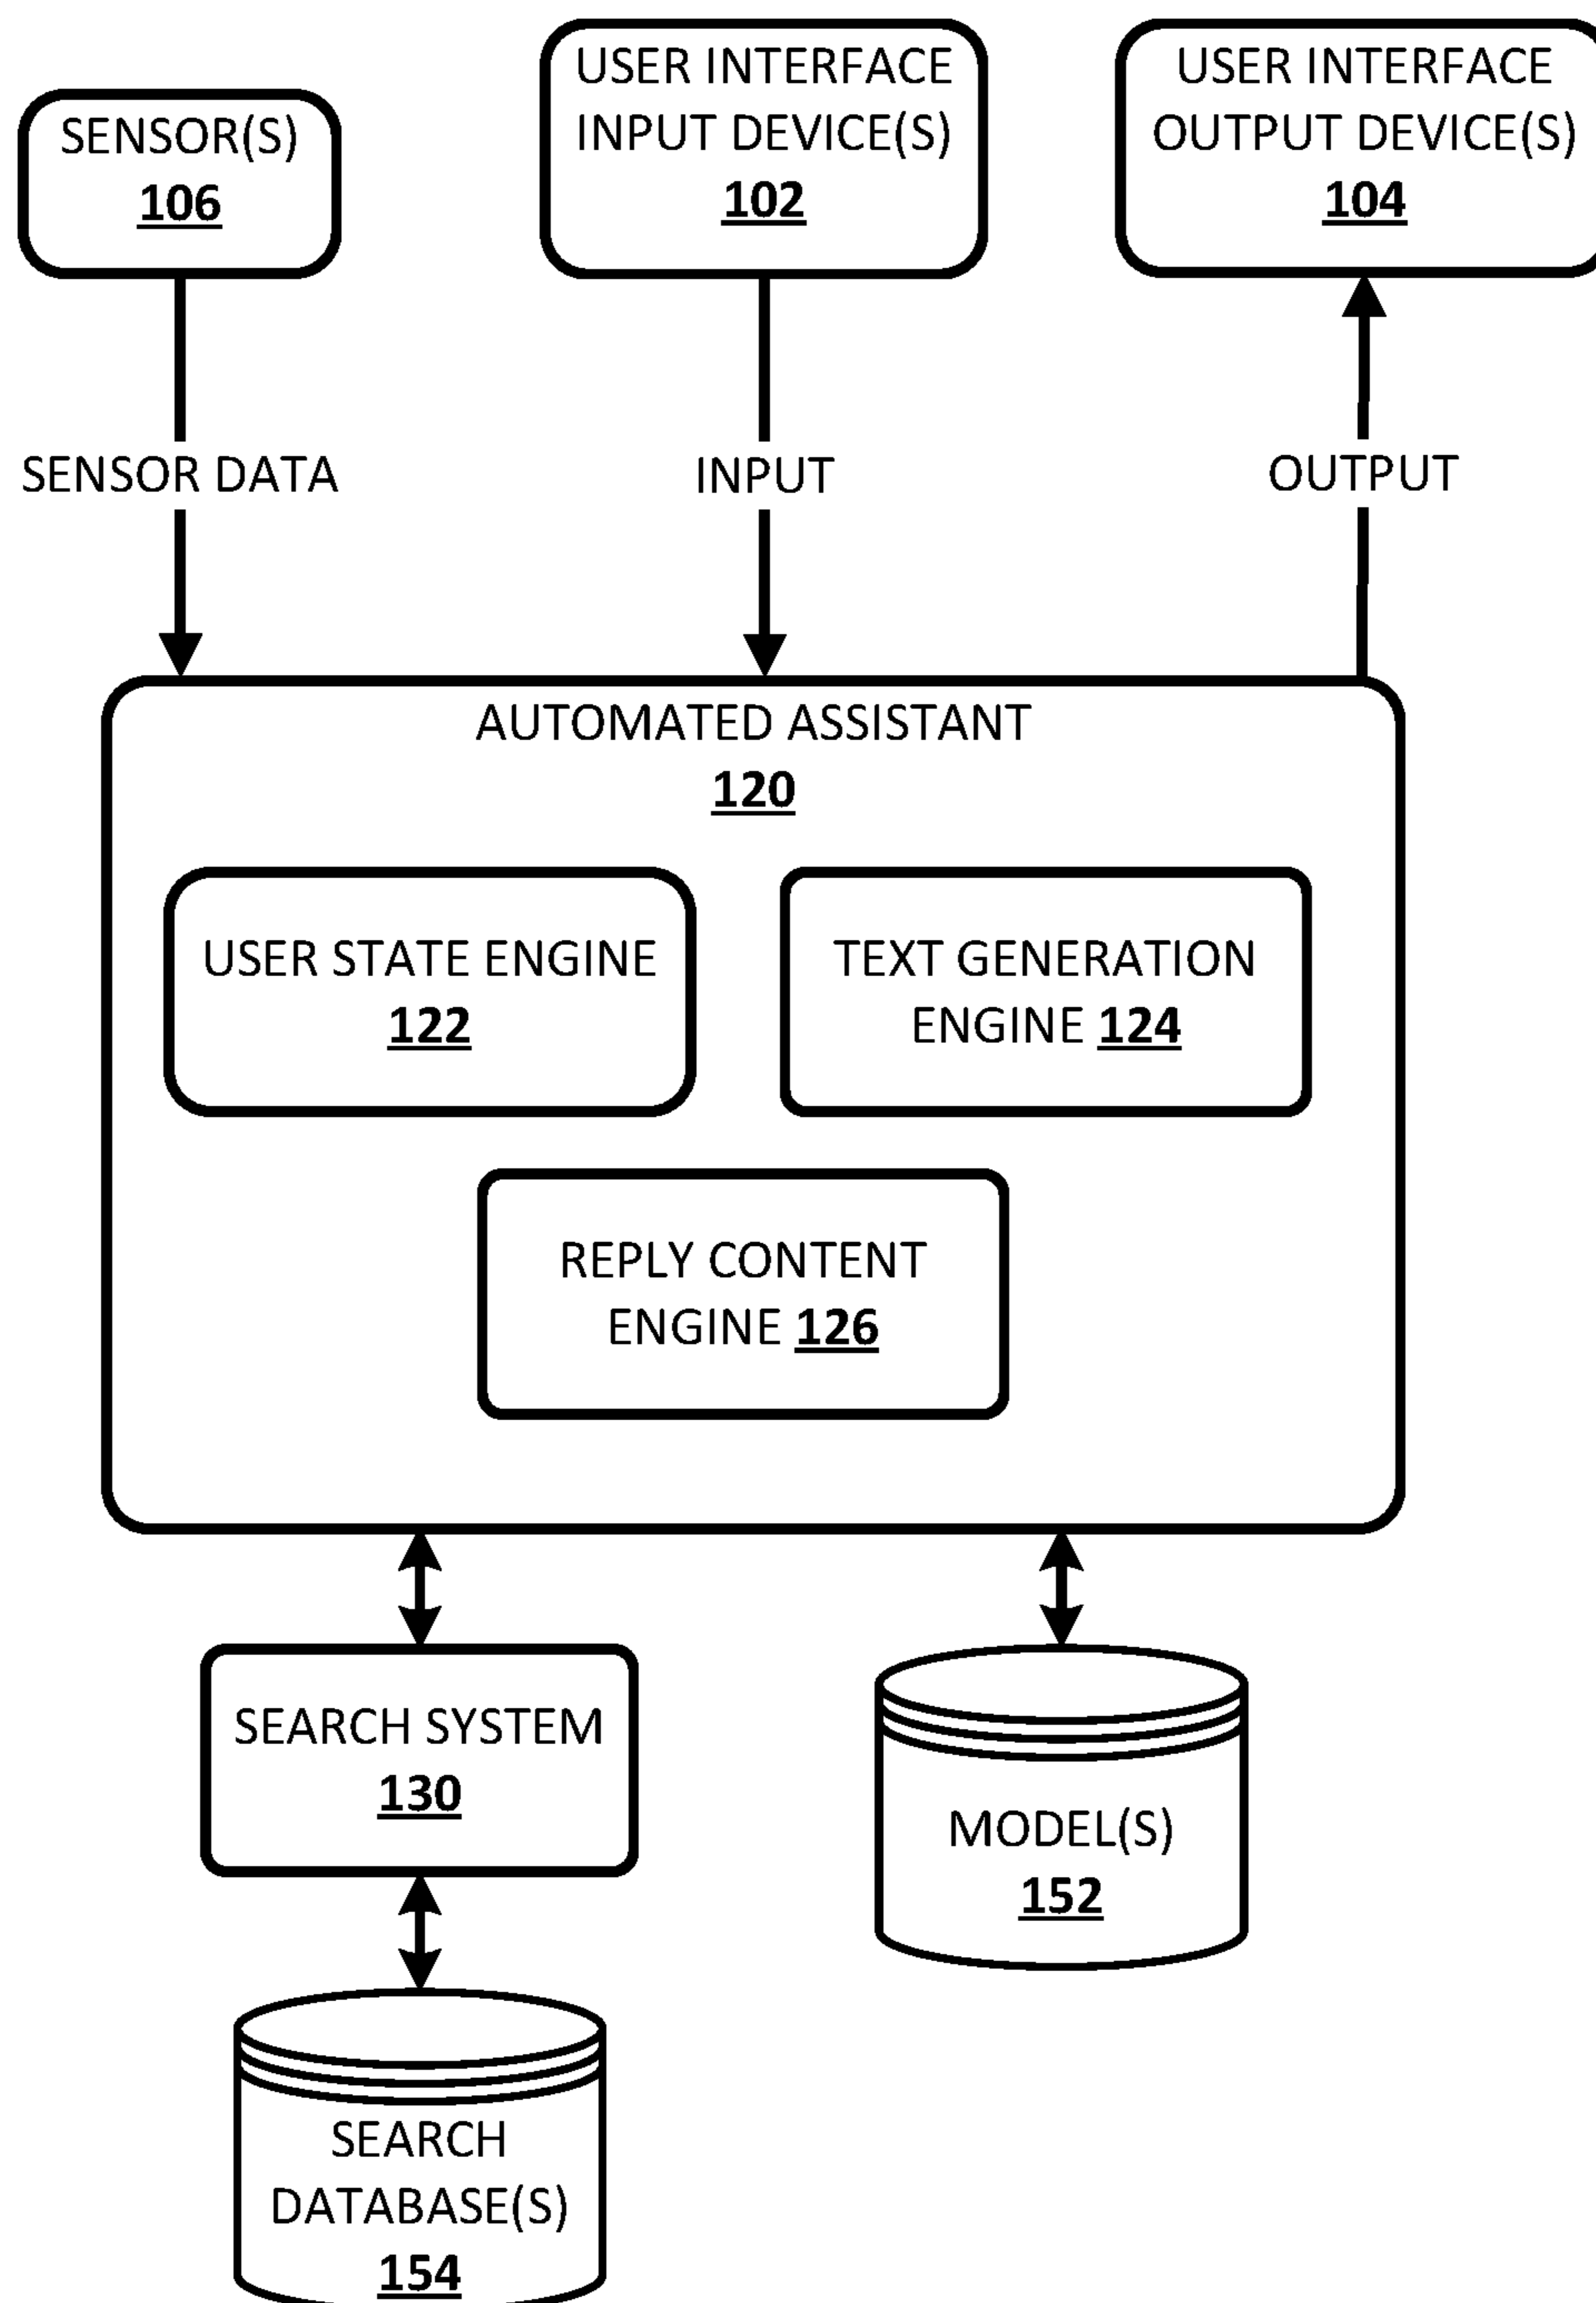 SENSOR(S)
106
USER INTERFACE
INPUT DEVICE(S)
102
USER INTERFACE
OUTPUT DEVICE(S)
104
SENSOR DATA
INPUT
OUTPUT
AUTOMATED ASSISTANT
120
USER STATE ENGINE
122
TEXT GENERATION
ENGINE 124
REPLY CONTENT
ENGINE 126
SEARCH SYSTEM
130
MODEL(S)
152
SEARCH
DATABASE(S)
154